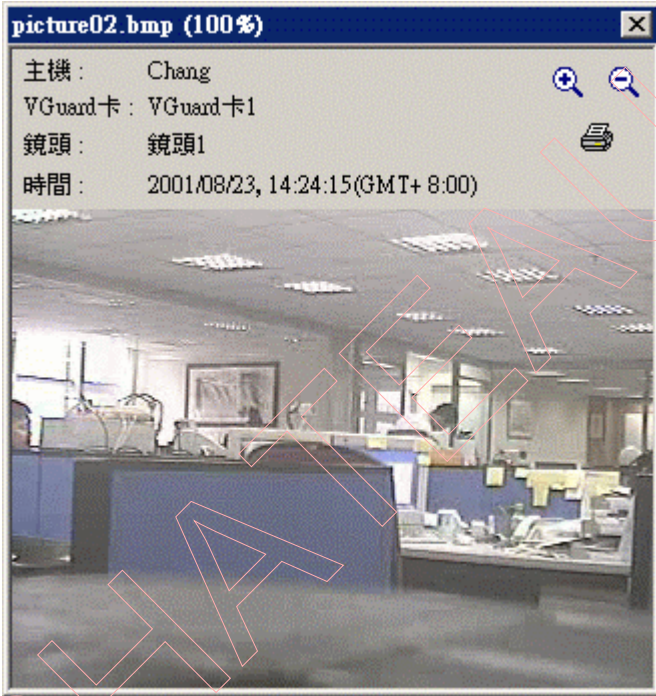 picture02.bmp (100%)
主機 : Chang
VGuard卡 : VGuard卡1
鏡頭 : 鏡頭1
時間 : 2001/08/23, 14:24:15(GMT+ 8:00)